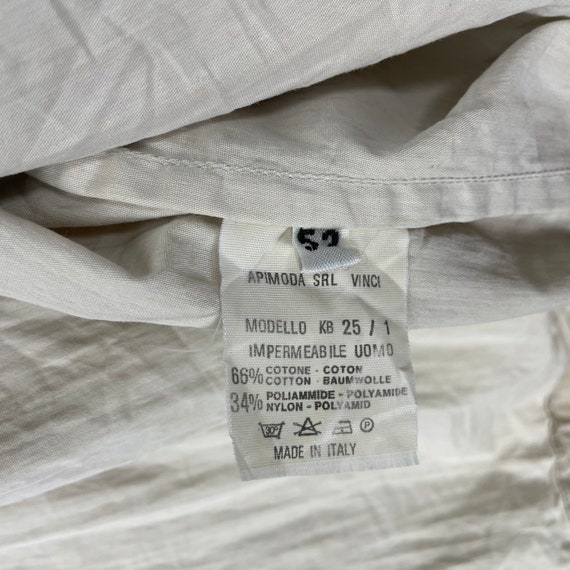 52
APIMODA SRL VINCI
MODELLO KB 25 / 1
IMPERMEABILE UOMO
66% COTONE - COTON
COTTON - BAUMWOLLE
34% POLIAMMIDE - POLYAMIDE
NYLON - POLYAMID
30° P
MADE IN ITALY